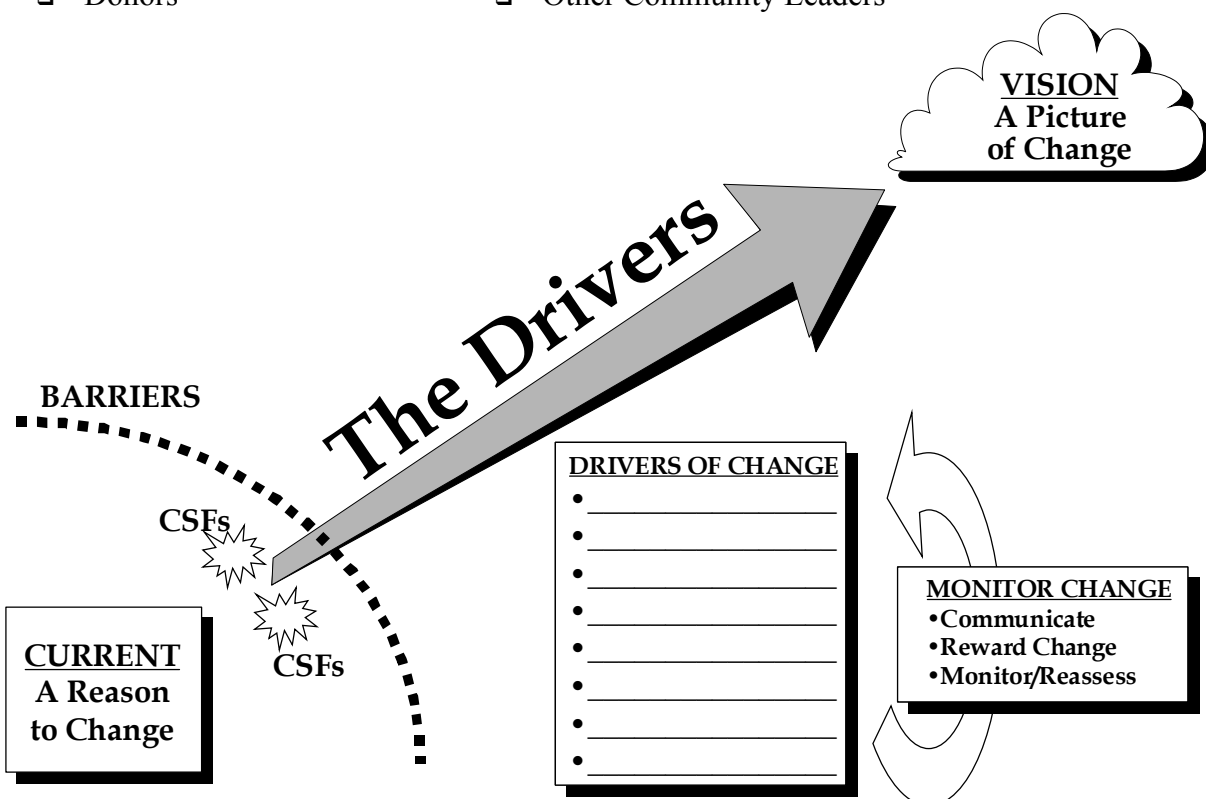 ❑ Donors
❑ Other Community Leaders
VISION
A Picture
of Change
The Drivers
BARRIERS
CSFs
CSFs
CURRENT
A Reason
to Change
DRIVERS OF CHANGE
•
•
•
•
•
•
•
•
MONITOR CHANGE
•Communicate
•Reward Change
•Monitor/Reassess